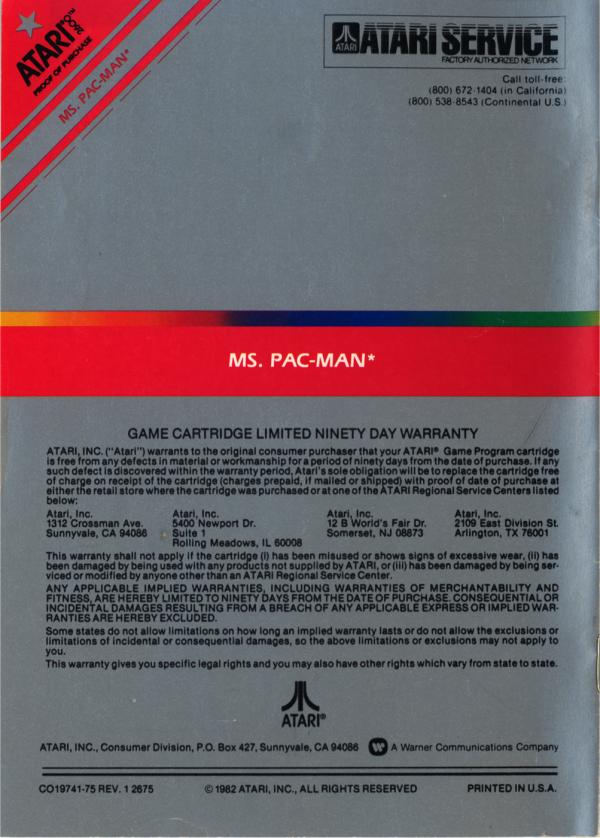 ATARI®
2600™
PROOF OF PURCHASE
MS. PAC-MAN*
ATARI
ATARI SERVICE
FACTORY AUTHORIZED NETWORK
Call toll-free:
(800) 672-1404 (in California)
(800) 538-8543 (Continental U.S.)
MS. PAC-MAN*
GAME CARTRIDGE LIMITED NINETY DAY WARRANTY
ATARI, INC. ("Atari") warrants to the original consumer purchaser that your ATARI® Game Program cartridge
is free from any defects in material or workmanship for a period of ninety days from the date of purchase. If any
such defect is discovered within the warranty period, Atari's sole obligation will be to replace the cartridge free
of charge on receipt of the cartridge (charges prepaid, if mailed or shipped) with proof of date of purchase at
either the retail store where the cartridge was purchased or at one of the ATARI Regional Service Centers listed
below:
Atari, Inc.
1312 Crossman Ave.
Sunnyvale, CA 94086
Atari, Inc.
5400 Newport Dr.
Suite 1
Rolling Meadows, IL 60008
Atari, Inc.
12 B World's Fair Dr.
Somerset, NJ 08873
Atari, Inc.
2109 East Division St.
Arlington, TX 76001
This warranty shall not apply if the cartridge (i) has been misused or shows signs of excessive wear, (ii) has
been damaged by being used with any products not supplied by ATARI, or (iii) has been damaged by being ser-
viced or modified by anyone other than an ATARI Regional Service Center.
ANY APPLICABLE IMPLIED WARRANTIES, INCLUDING WARRANTIES OF MERCHANTABILITY AND
FITNESS, ARE HEREBY LIMITED TO NINETY DAYS FROM THE DATE OF PURCHASE. CONSEQUENTIAL OR
INCIDENTAL DAMAGES RESULTING FROM A BREACH OF ANY APPLICABLE EXPRESS OR IMPLIED WAR-
RANTIES ARE HEREBY EXCLUDED.
Some states do not allow limitations on how long an implied warranty lasts or do not allow the exclusions or
limitations of incidental or consequential damages, so the above limitations or exclusions may not apply to
you.
This warranty gives you specific legal rights and you may also have other rights which vary from state to state.
ATARI®
ATARI, INC., Consumer Division, P.O. Box 427, Sunnyvale, CA 94086
A Warner Communications Company
CO19741-75 REV. 1 2675
© 1982 ATARI, INC., ALL RIGHTS RESERVED
PRINTED IN U.S.A.